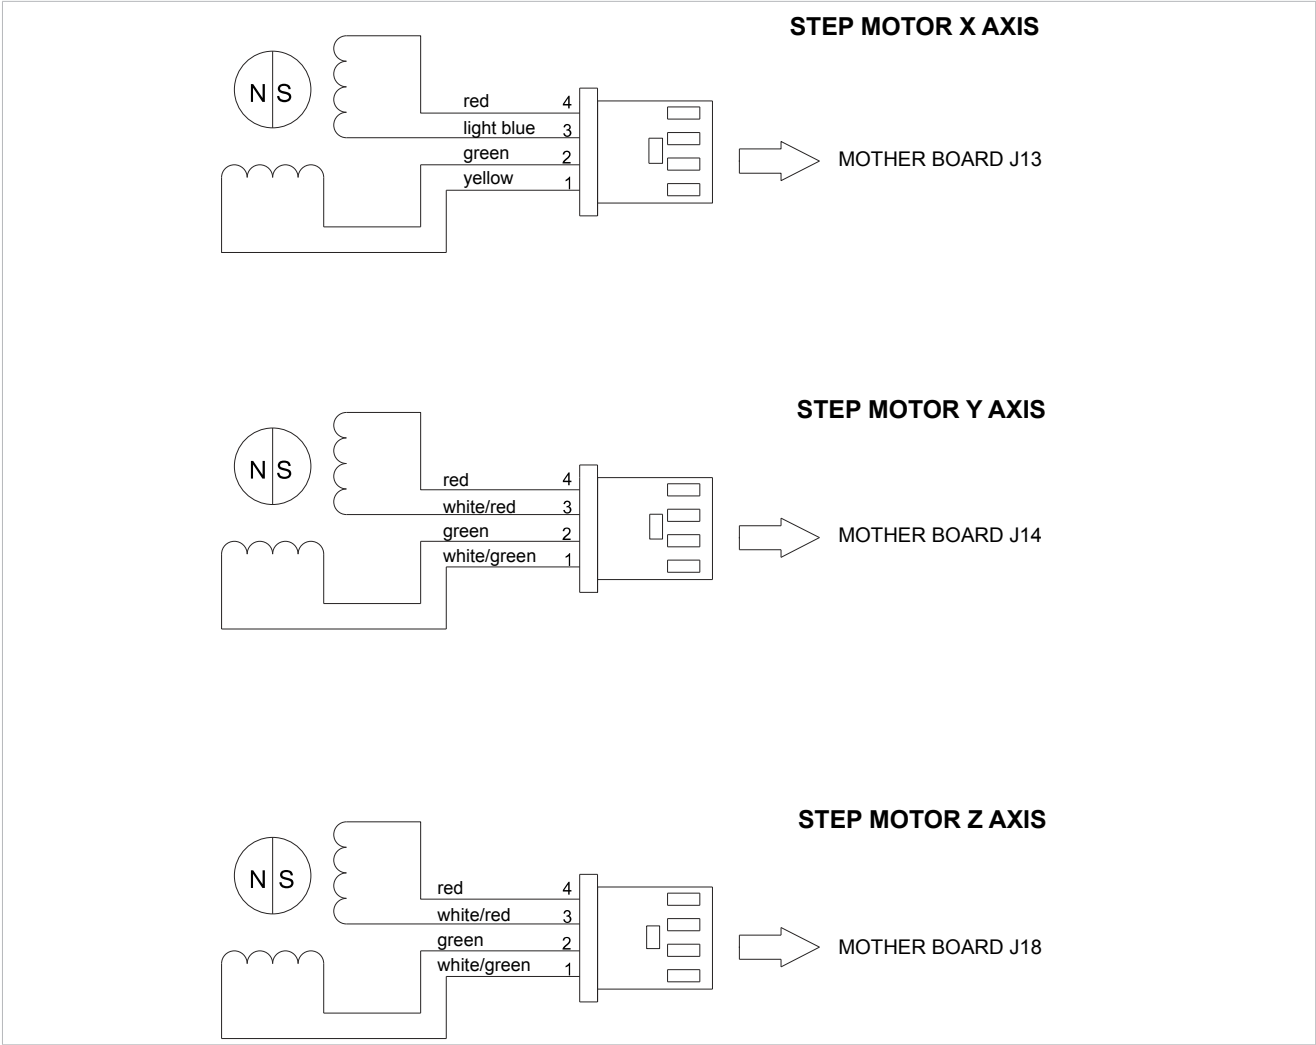 STEP MOTOR X AXIS
N S
red 4
light blue 3
green 2
yellow 1
MOTHER BOARD J13
STEP MOTOR Y AXIS
N S
red 4
white/red 3
green 2
white/green 1
MOTHER BOARD J14
STEP MOTOR Z AXIS
N S
red 4
white/red 3
green 2
white/green 1
MOTHER BOARD J18